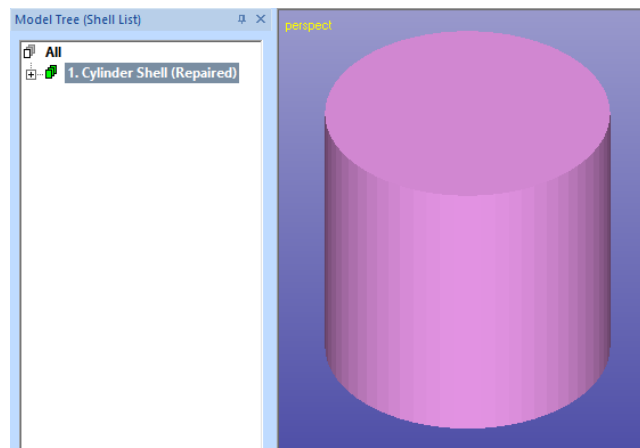 Model Tree (Shell List)
All
1. Cylinder Shell (Repaired)
perspect